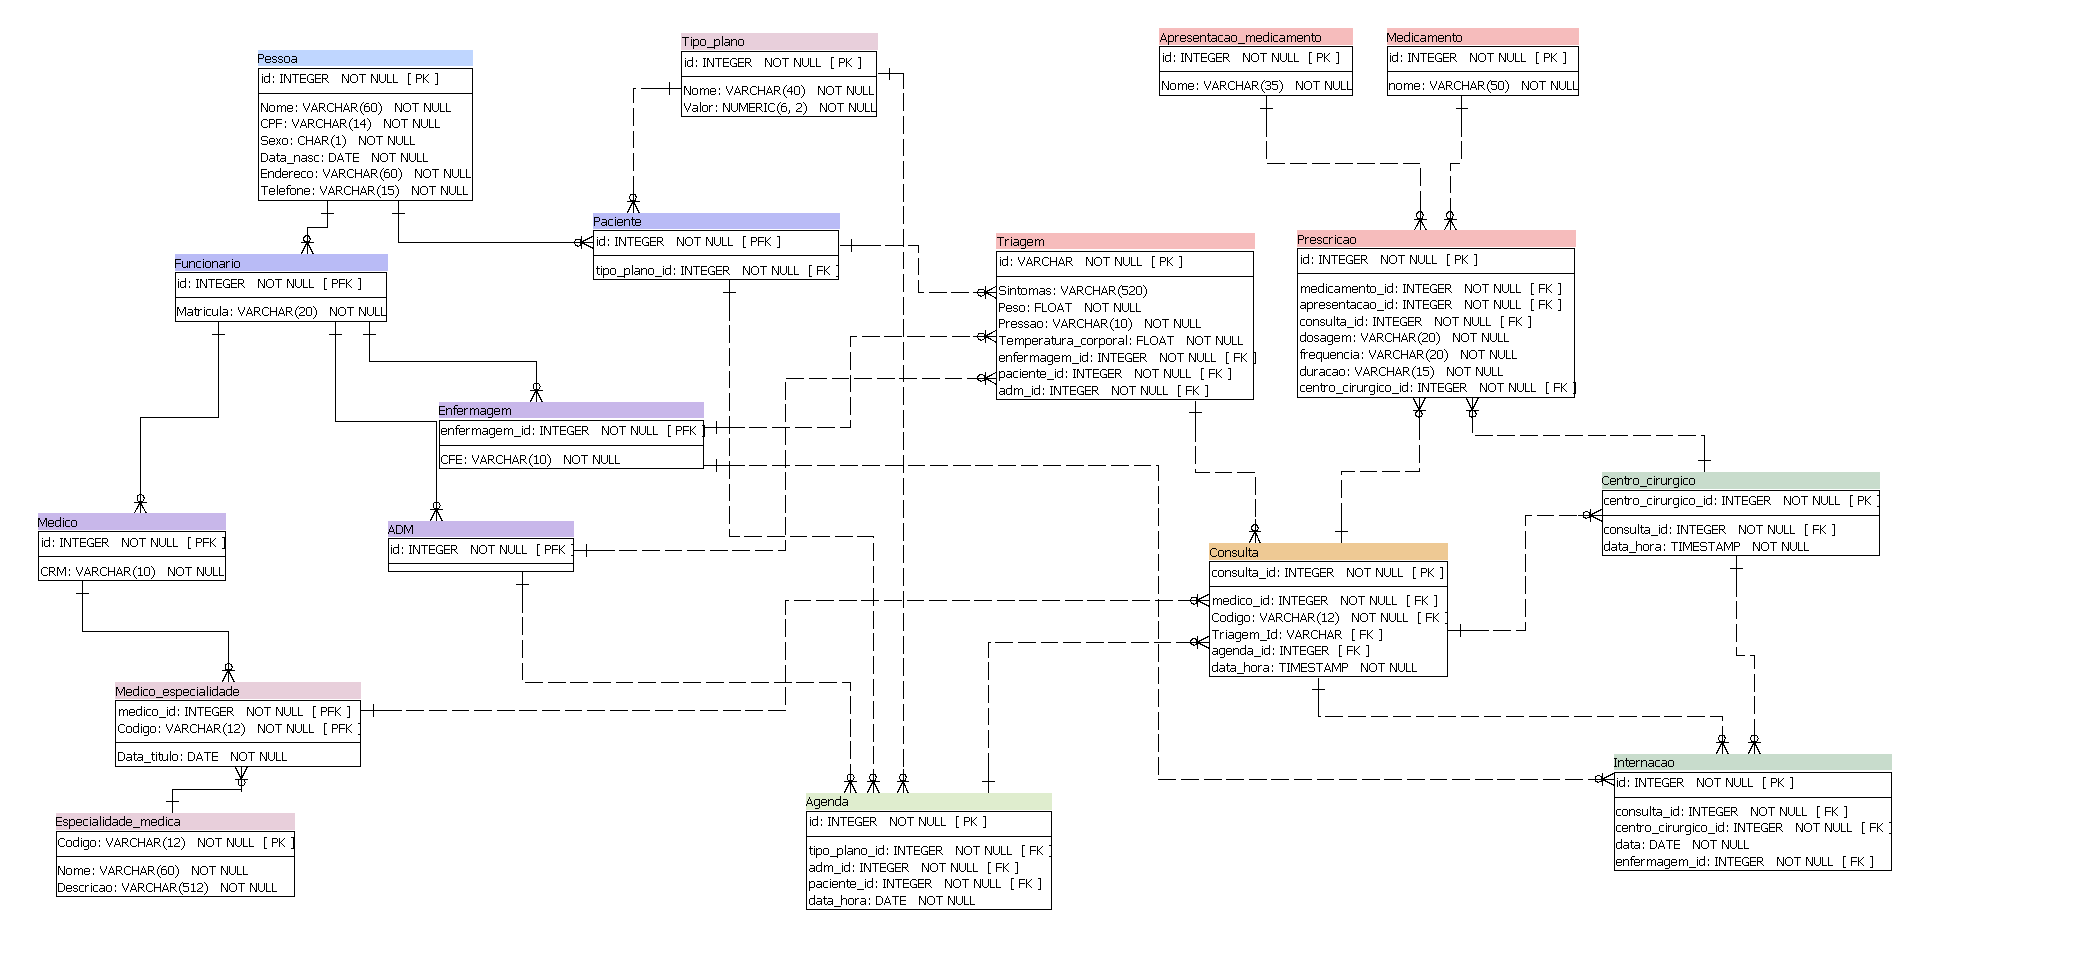 Pessoa
id: INTEGER NOT NULL [ PK ]
Nome: VARCHAR(60) NOT NULL
CPF: VARCHAR(14) NOT NULL
Sexo: CHAR(1) NOT NULL
Data_nasc: DATE NOT NULL
Endereco: VARCHAR(60) NOT NULL
Telefone: VARCHAR(15) NOT NULL
Tipo_plano
id: INTEGER NOT NULL [ PK ]
Nome: VARCHAR(40) NOT NULL
Valor: NUMERIC(6, 2) NOT NULL
Apresentacao_medicamento
id: INTEGER NOT NULL [ PK ]
Nome: VARCHAR(35) NOT NULL
Medicamento
id: INTEGER NOT NULL [ PK ]
nome: VARCHAR(50) NOT NULL
Funcionario
id: INTEGER NOT NULL [ PFK ]
Matricula: VARCHAR(20) NOT NULL
Paciente
id: INTEGER NOT NULL [ PFK ]
tipo_plano_id: INTEGER NOT NULL [ FK ]
Triagem
id: VARCHAR NOT NULL [ PK ]
Sintomas: VARCHAR(520)
Peso: FLOAT NOT NULL
Pressao: VARCHAR(10) NOT NULL
Temperatura_corporal: FLOAT NOT NULL
enfermagem_id: INTEGER NOT NULL [ FK ]
paciente_id: INTEGER NOT NULL [ FK ]
adm_id: INTEGER NOT NULL [ FK ]
Prescricao
id: INTEGER NOT NULL [ PK ]
medicamento_id: INTEGER NOT NULL [ FK ]
apresentacao_id: INTEGER NOT NULL [ FK ]
consulta_id: INTEGER NOT NULL [ FK ]
dosagem: VARCHAR(20) NOT NULL
frequencia: VARCHAR(20) NOT NULL
duracao: VARCHAR(15) NOT NULL
centro_cirurgico_id: INTEGER NOT NULL [ FK ]
Enfermagem
enfermagem_id: INTEGER NOT NULL [ PFK ]
CFE: VARCHAR(10) NOT NULL
Centro_cirurgico
centro_cirurgico_id: INTEGER NOT NULL [ PK ]
consulta_id: INTEGER NOT NULL [ FK ]
data_hora: TIMESTAMP NOT NULL
Medico
id: INTEGER NOT NULL [ PFK ]
CRM: VARCHAR(10) NOT NULL
ADM
id: INTEGER NOT NULL [ PFK ]
Consulta
consulta_id: INTEGER NOT NULL [ PK ]
medico_id: INTEGER NOT NULL [ FK ]
Codigo: VARCHAR(12) NOT NULL [ FK ]
Triagem_Id: VARCHAR [ FK ]
agenda_id: INTEGER [ FK ]
data_hora: TIMESTAMP NOT NULL
Medico_especialidade
medico_id: INTEGER NOT NULL [ PFK ]
Codigo: VARCHAR(12) NOT NULL [ PFK ]
Data_titulo: DATE NOT NULL
Internacao
id: INTEGER NOT NULL [ PK ]
consulta_id: INTEGER NOT NULL [ FK ]
centro_cirurgico_id: INTEGER NOT NULL [ FK ]
data: DATE NOT NULL
enfermagem_id: INTEGER NOT NULL [ FK ]
Especialidade_medica
Codigo: VARCHAR(12) NOT NULL [ PK ]
Nome: VARCHAR(60) NOT NULL
Descricao: VARCHAR(512) NOT NULL
Agenda
id: INTEGER NOT NULL [ PK ]
tipo_plano_id: INTEGER NOT NULL [ FK ]
adm_id: INTEGER NOT NULL [ FK ]
paciente_id: INTEGER NOT NULL [ FK ]
data_hora: DATE NOT NULL